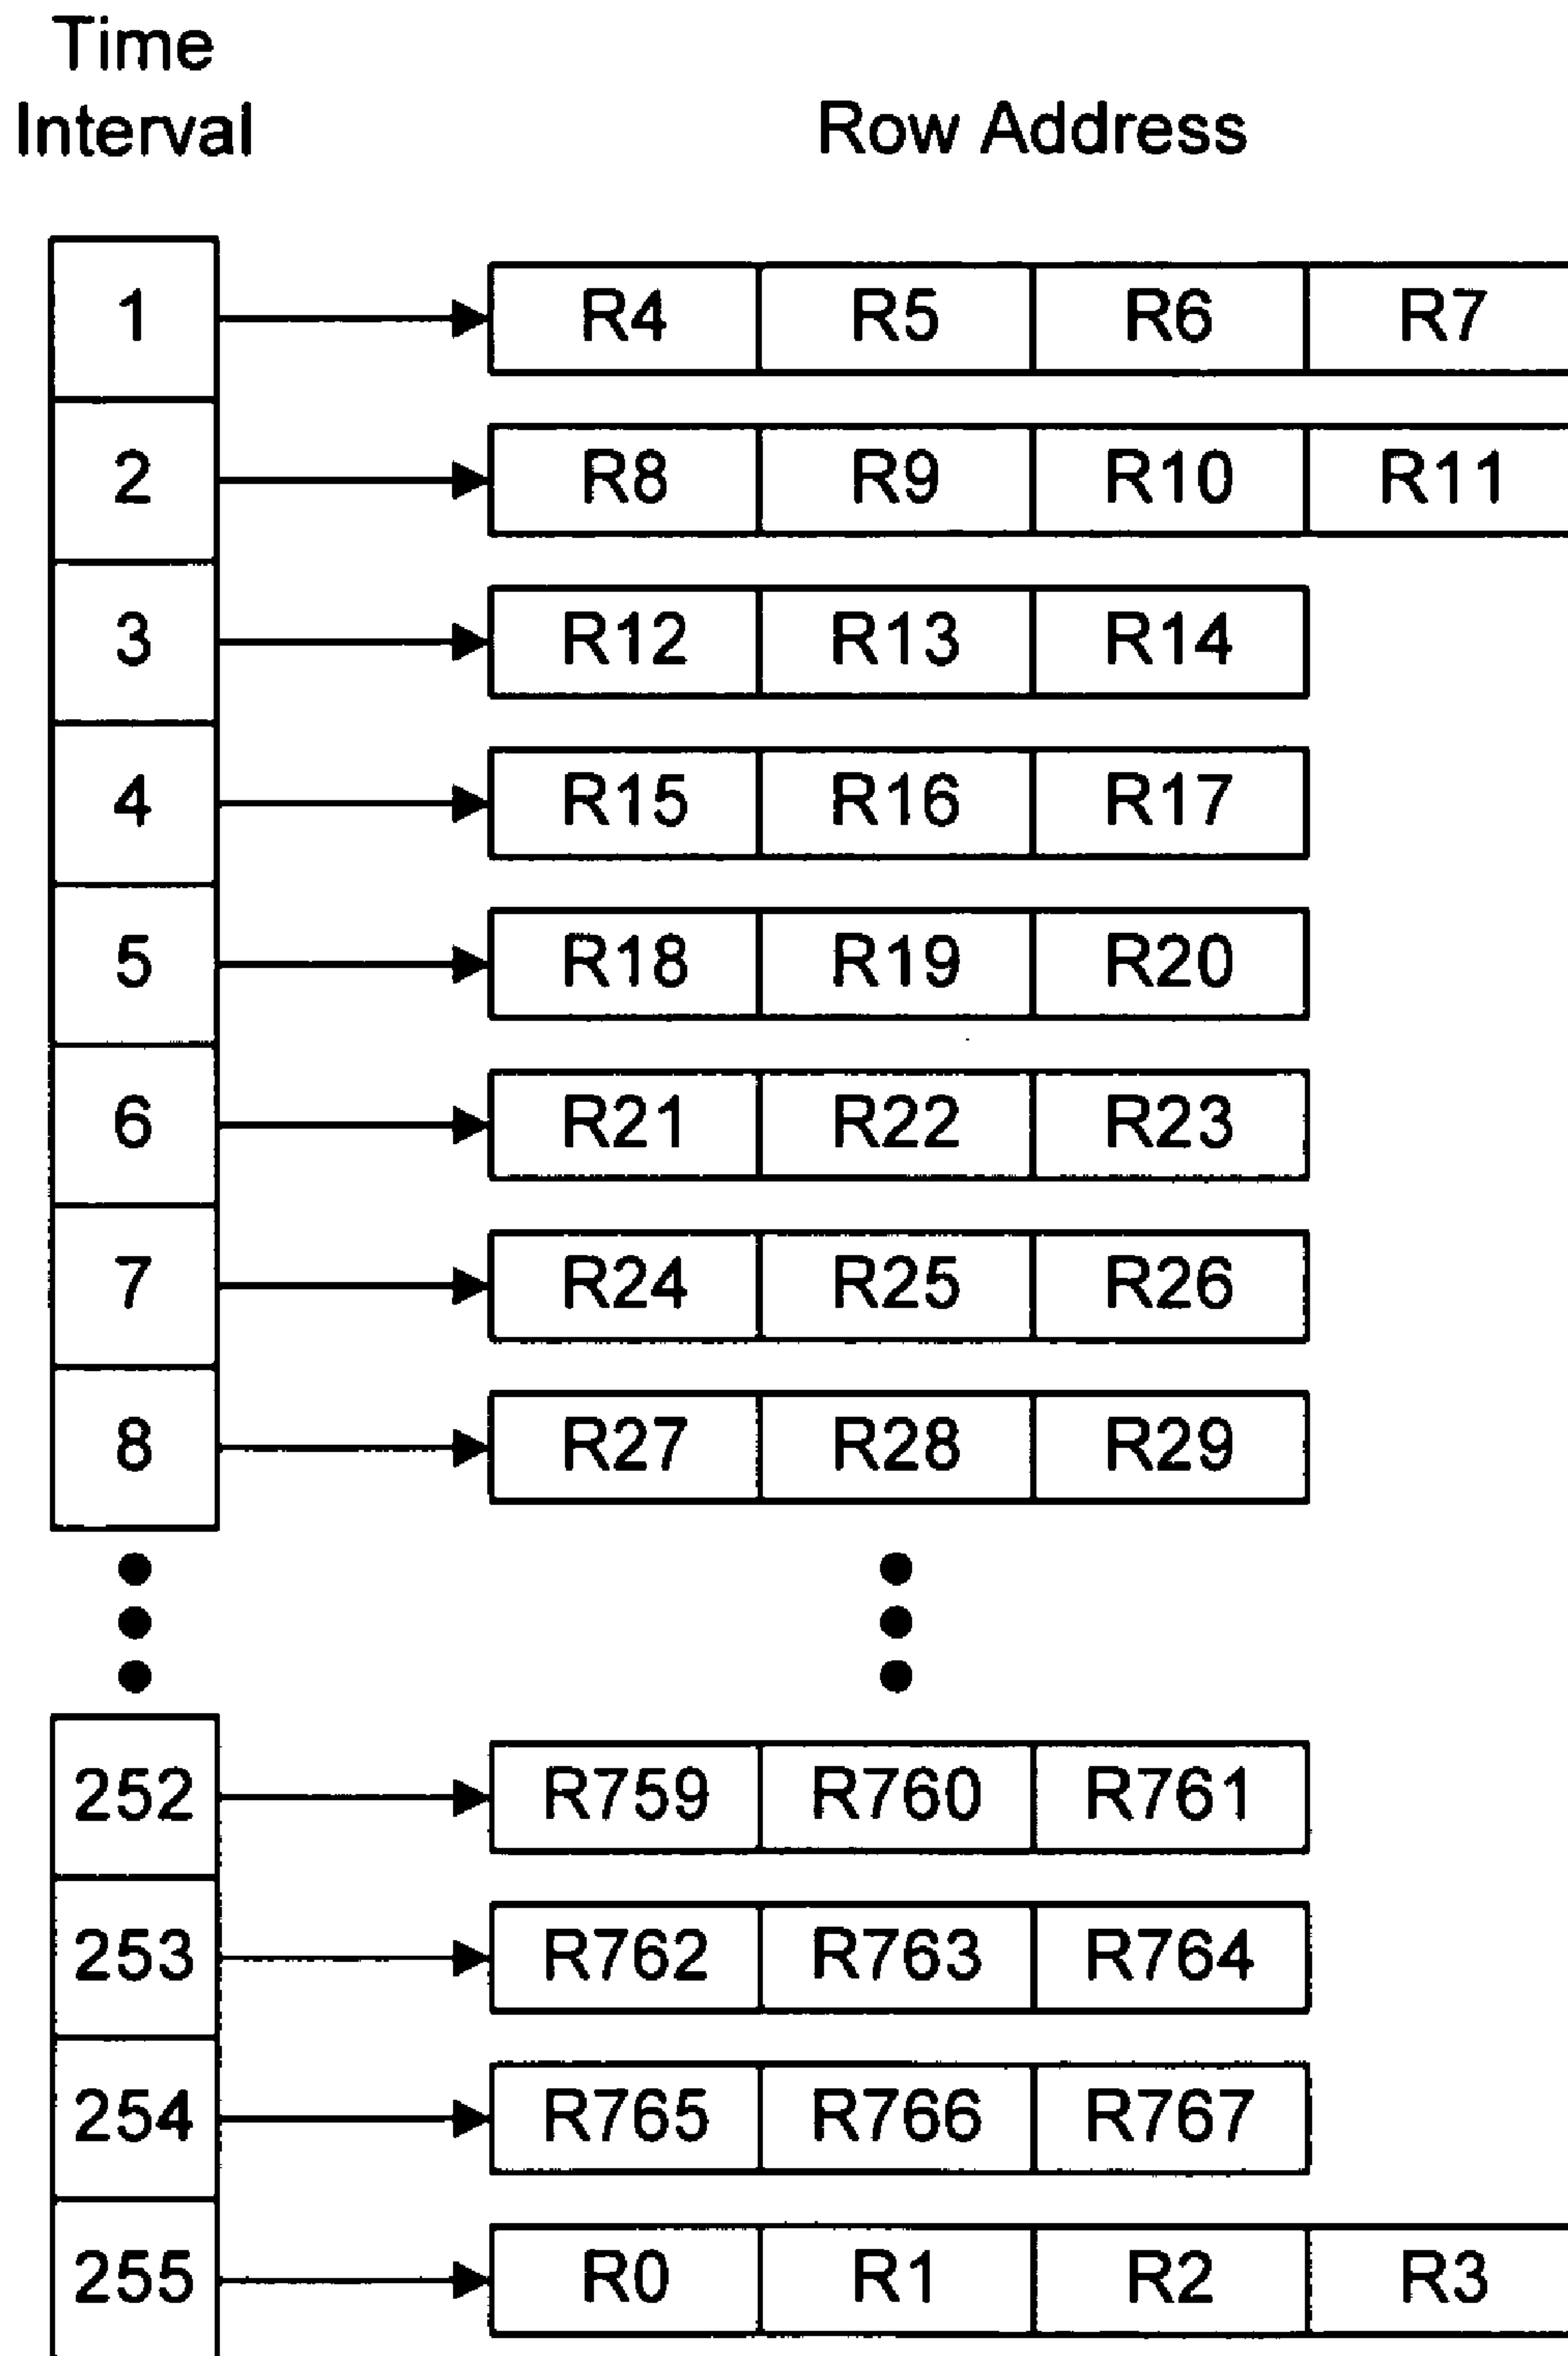 Time
Interval
Row Address
1 R4 R5 R6 R7
2 R8 R9 R10 R11
3 R12 R13 R14
4 R15 R16 R17
5 R18 R19 R20
6 R21 R22 R23
7 R24 R25 R26
8 R27 R28 R29
252 R759 R760 R761
253 R762 R763 R764
254 R765 R766 R767
255 R0 R1 R2 R3